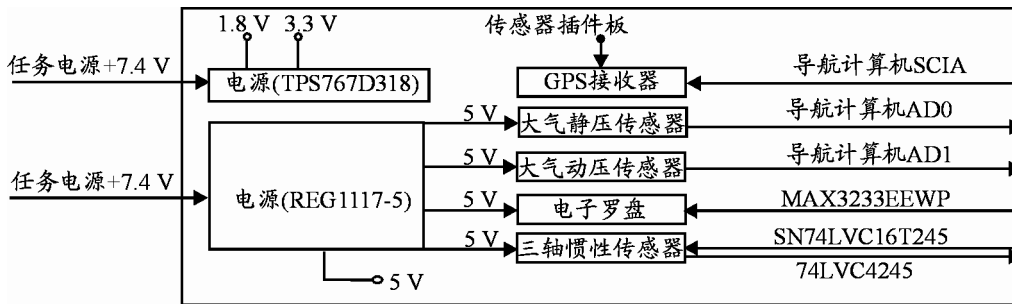 1.8 V 3.3 V
传感器插件板
任务电源+7.4 V
电源(TPS767D318)
GPS接收器
导航计算机SCIA
5 V
大气静压传感器
导航计算机AD0
5 V
大气动压传感器
导航计算机AD1
任务电源+7.4 V
电源(REG1117-5)
5 V
电子罗盘
MAX3233EEWP
5 V
三轴惯性传感器
SN74LVC16T245
74LVC4245
5 V